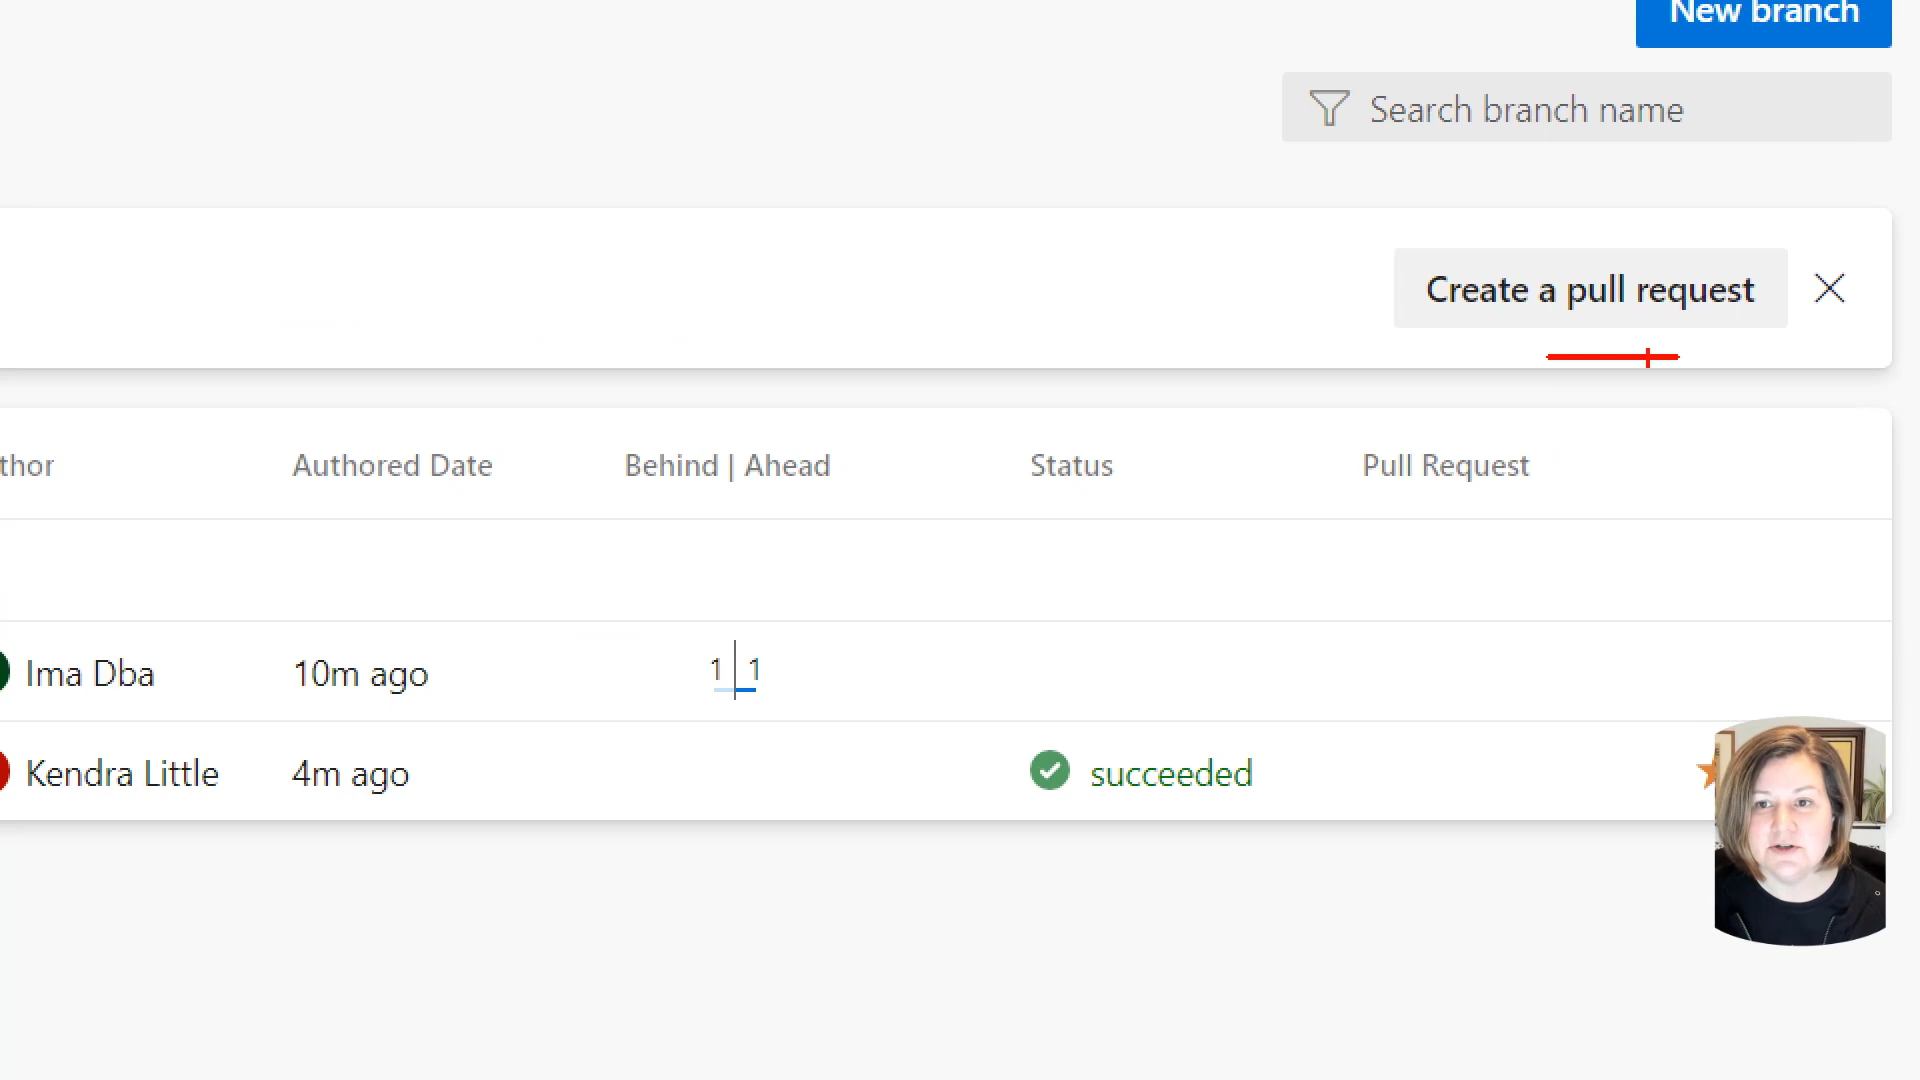 New branch
Search branch name
Create a pull request
thor Authored Date Behind | Ahead Status Pull Request
Ima Dba 10m ago 1 1
Kendra Little 4m ago succeeded